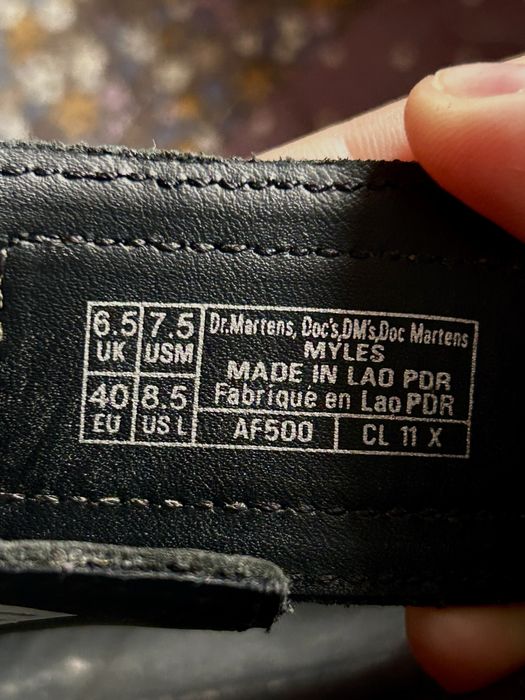 6.5 UK
7.5 USM
40 EU
8.5 US L
Dr.Martens, Doc's,DM's,Doc Martens
MYLES
MADE IN LAO PDR
Fabriqué en Lao PDR
AF500
CL 11 X